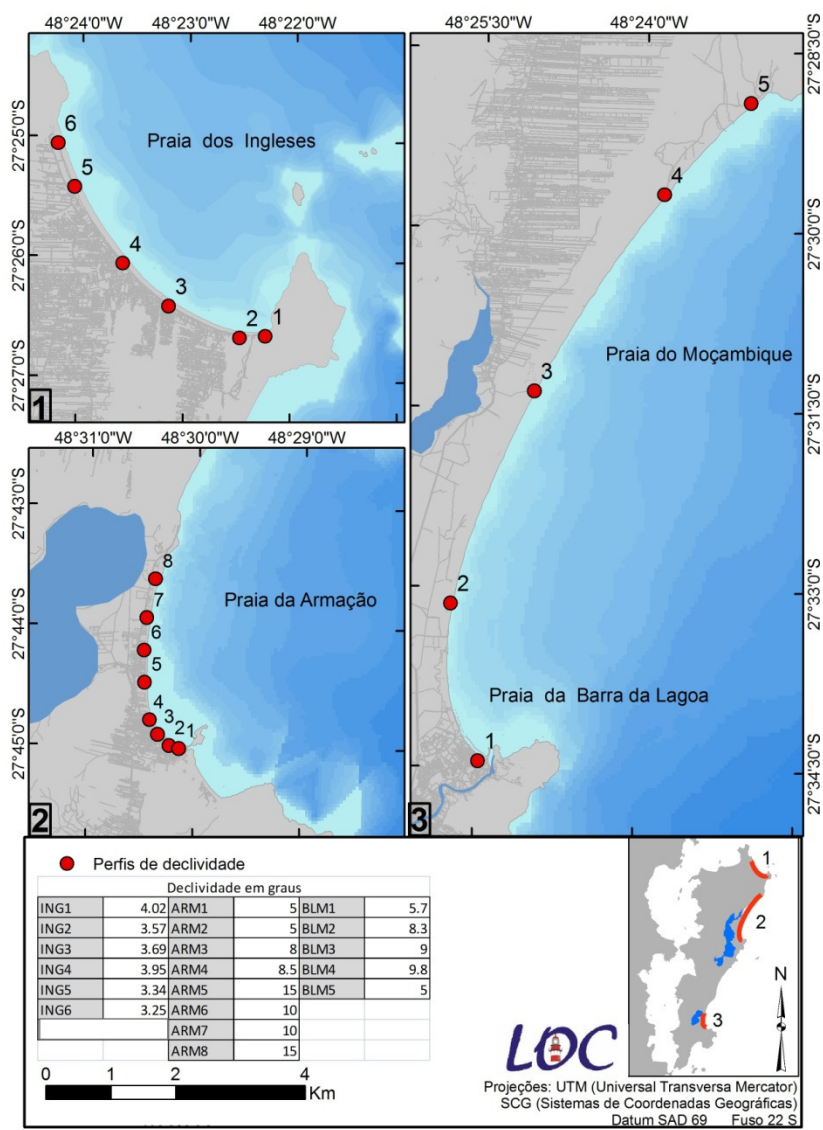 48°24'0"W 48°23'0"W 48°22'0"W
27°25'0"S
27°26'0"S
27°27'0"S
Praia dos Ingleses
6
5
4
3
2 1
1
48°31'0"W 48°30'0"W 48°29'0"W
27°43'0"S
27°44'0"S
27°45'0"S
Praia da Armação
8
7
6
5
4
3
2 1
2
48°25'30"W 48°24'0"W
27°28'30"S
27°30'0"S
27°31'30"S
27°33'0"S
27°34'30"S
5
4
Praia do Moçambique
3
2
Praia da Barra da Lagoa
1
3
Perfis de declividade
Declividade em graus
ING1 4.02 ARM1 5 BLM1 5.7
ING2 3.57 ARM2 5 BLM2 8.3
ING3 3.69 ARM3 8 BLM3 9
ING4 3.95 ARM4 8.5 BLM4 9.8
ING5 3.34 ARM5 15 BLM5 5
ING6 3.25 ARM6 10
ARM7 10
ARM8 15
0 1 2 4
Km
LOC
1
2
3
N
Projeções: UTM (Universal Transversa Mercator)
SCG (Sistemas de Coordenadas Geográficas)
Datum SAD 69 Fuso 22 S